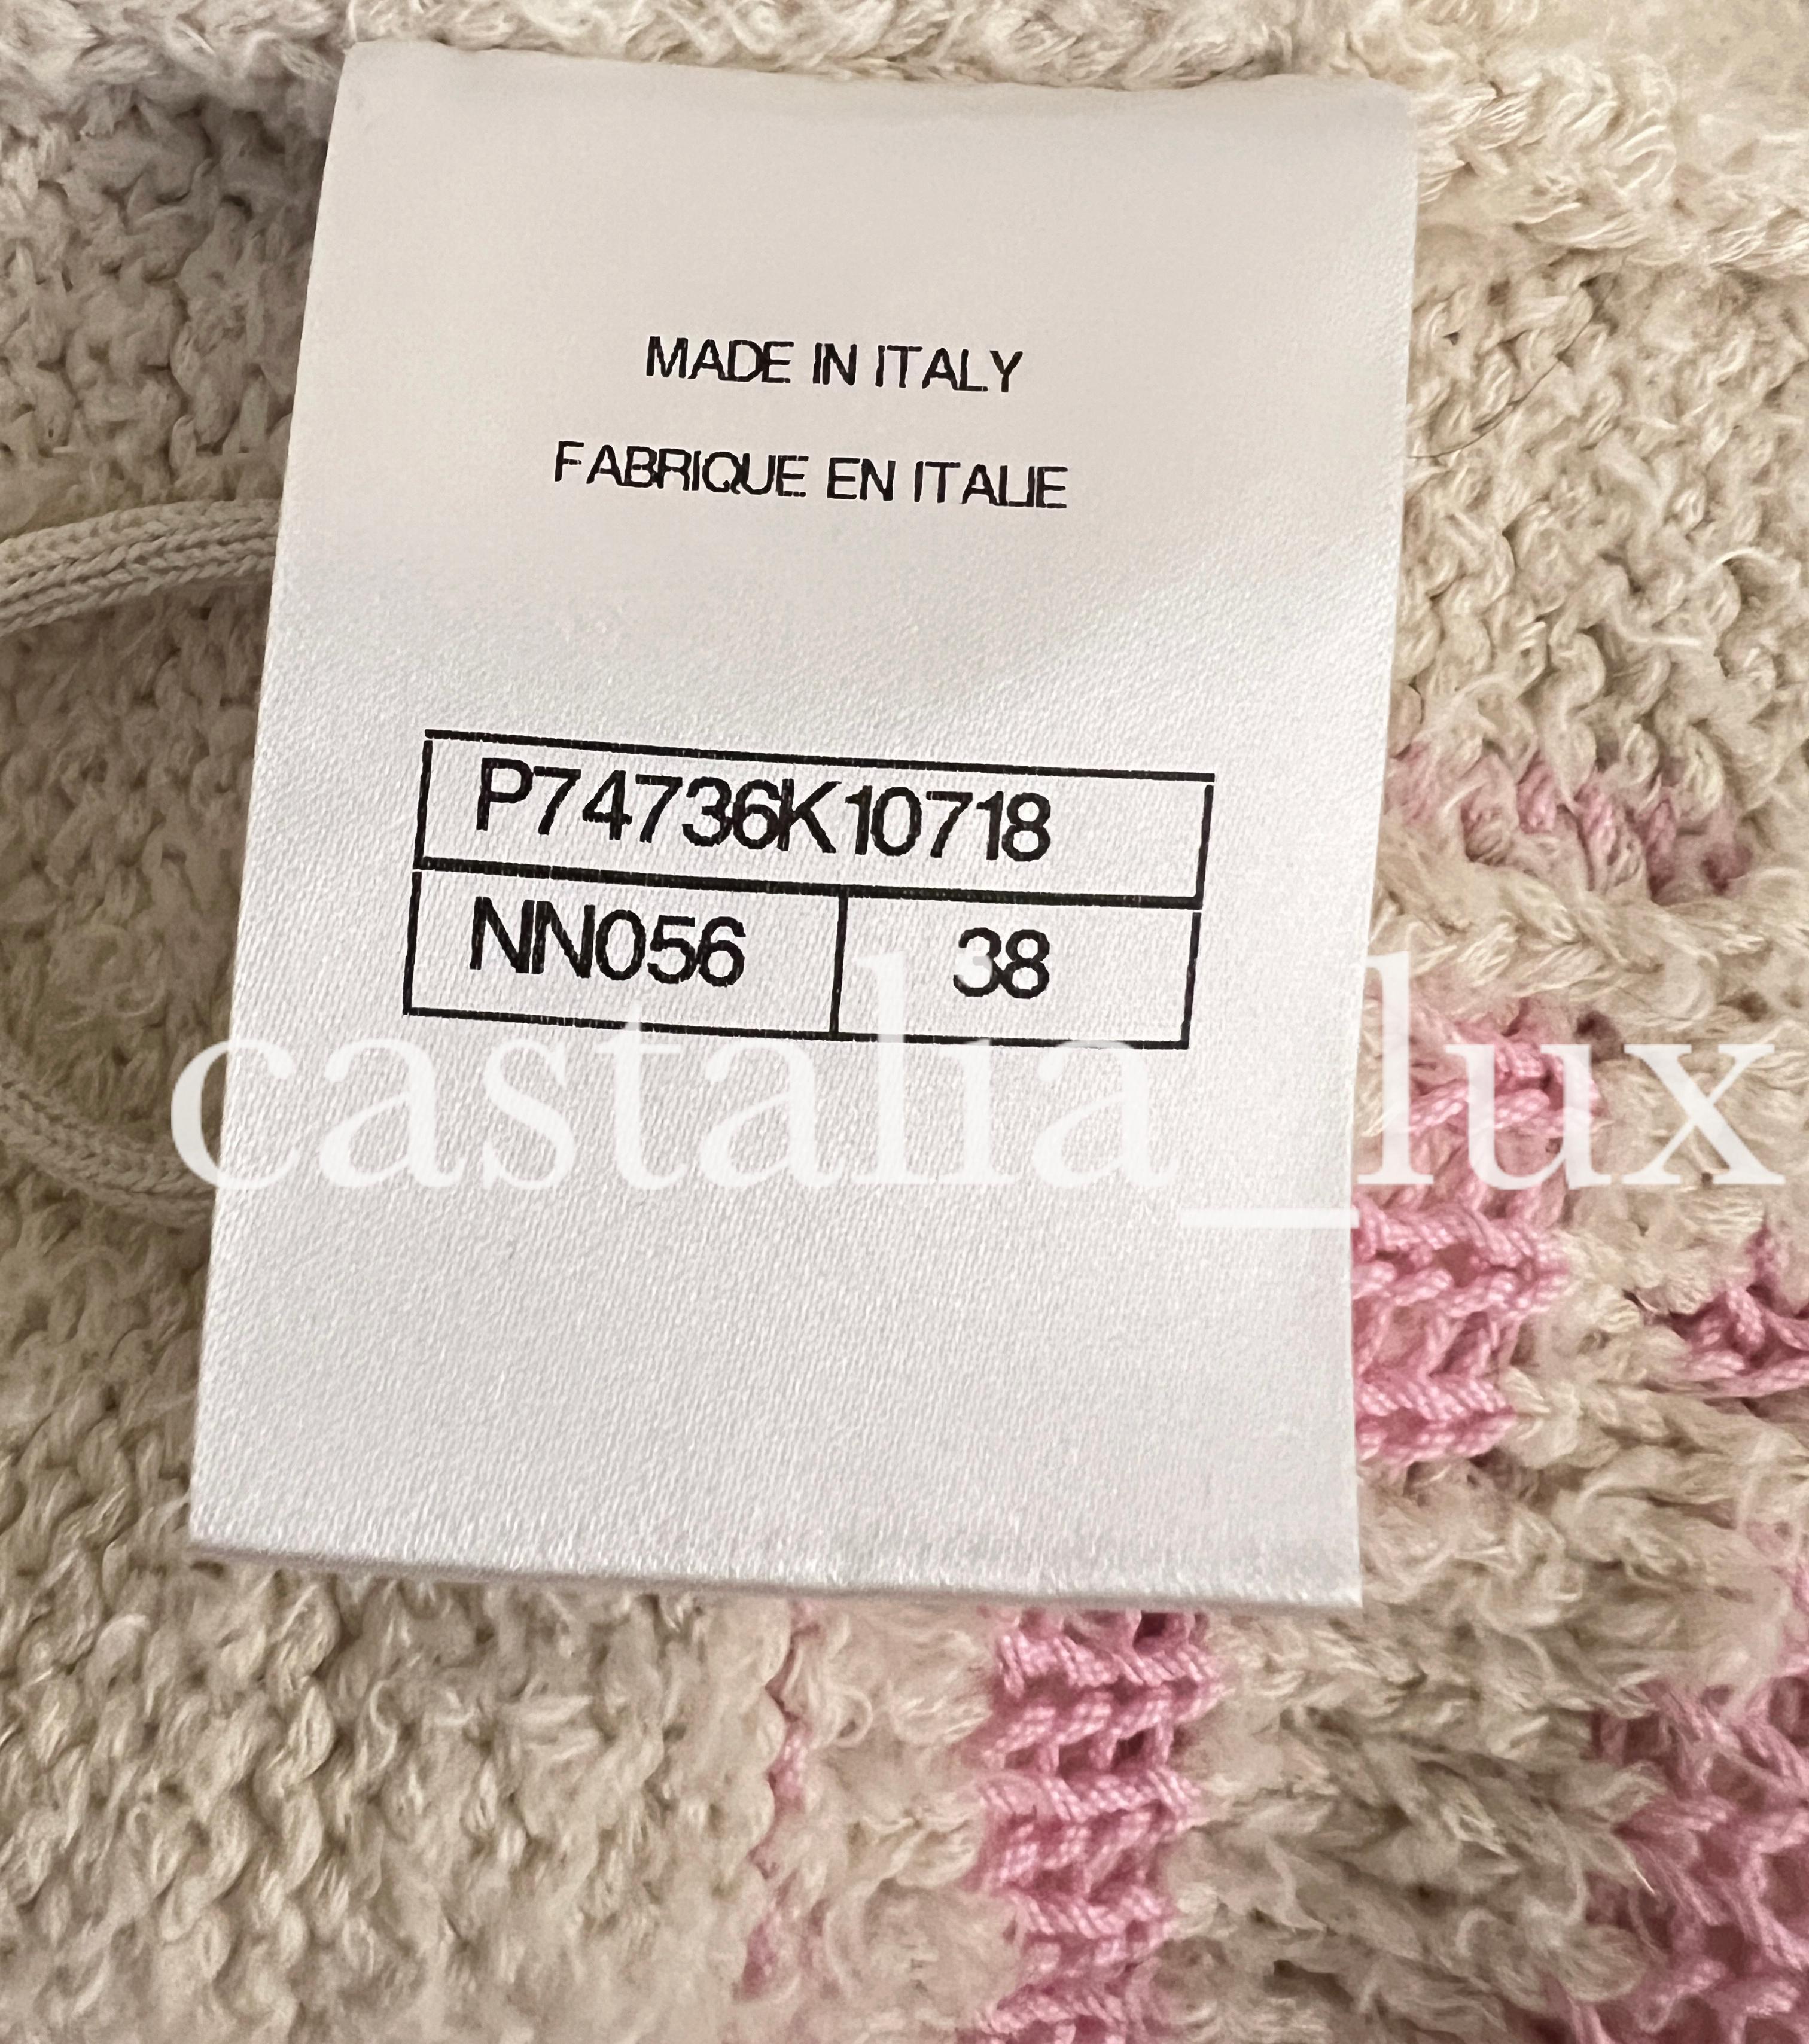 MADE IN ITALY
FABRIQUE EN ITALIE
P74736K10718
NN056 38
castalia_lux